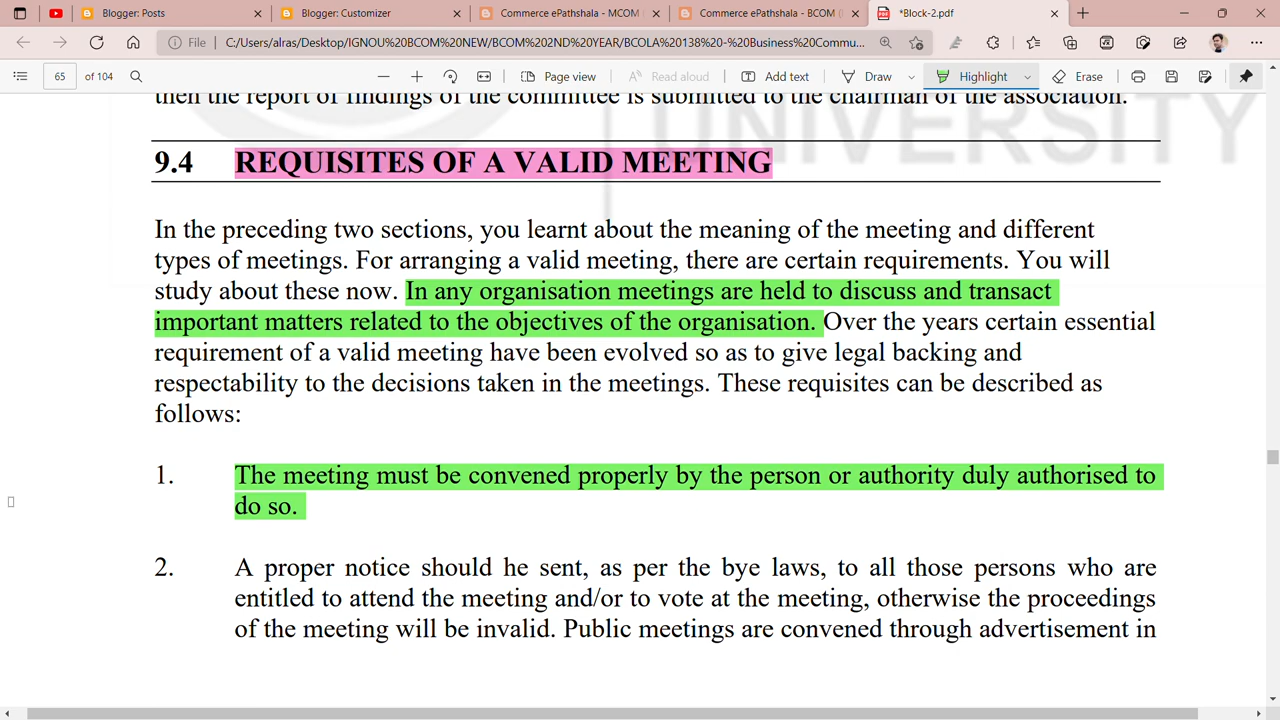 Blogger: Posts
Blogger: Customizer
Commerce ePathshala - MCOM
Commerce ePathshala - BCOM
*Block-2.pdf
File
C:/Users/alras/Desktop/IGNOU%20BCOM%20NEW/BCOM%202ND%20YEAR/BCOLA%20138%20-%20Business%20Commu...
65 of 104
Page view
Read aloud
Add text
Draw
Highlight
Erase
then the report of findings of the committee is submitted to the chairman of the association.
UNIVERSITY
9.4 REQUISITES OF A VALID MEETING
In the preceding two sections, you learnt about the meaning of the meeting and different
types of meetings. For arranging a valid meeting, there are certain requirements. You will
study about these now. In any organisation meetings are held to discuss and transact
important matters related to the objectives of the organisation. Over the years certain essential
requirement of a valid meeting have been evolved so as to give legal backing and
respectability to the decisions taken in the meetings. These requisites can be described as
follows:
1. The meeting must be convened properly by the person or authority duly authorised to
do so.
2. A proper notice should he sent, as per the bye laws, to all those persons who are
entitled to attend the meeting and/or to vote at the meeting, otherwise the proceedings
of the meeting will be invalid. Public meetings are convened through advertisement in